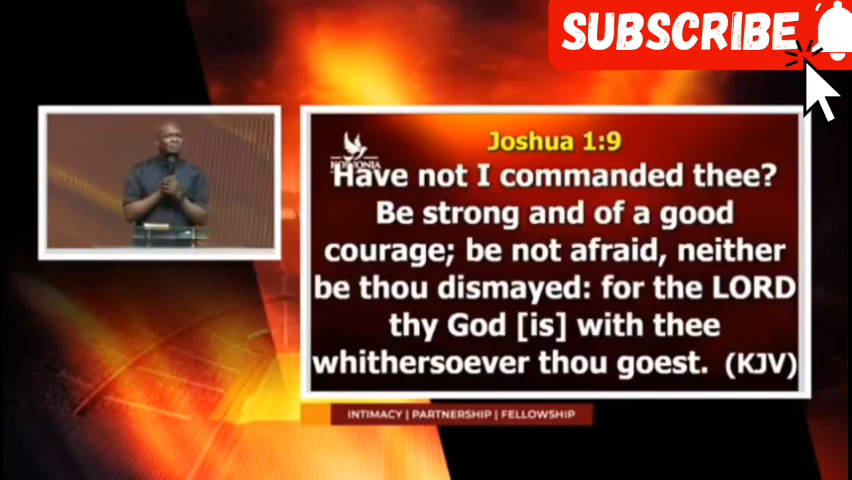 SUBSCRIBE
Joshua 1:9
KOINONIA
Have not I commanded thee?
Be strong and of a good
courage; be not afraid, neither
be thou dismayed: for the LORD
thy God [is] with thee
whithersoever thou goest. (KJV)
INTIMACY | PARTNERSHIP | FELLOWSHIP